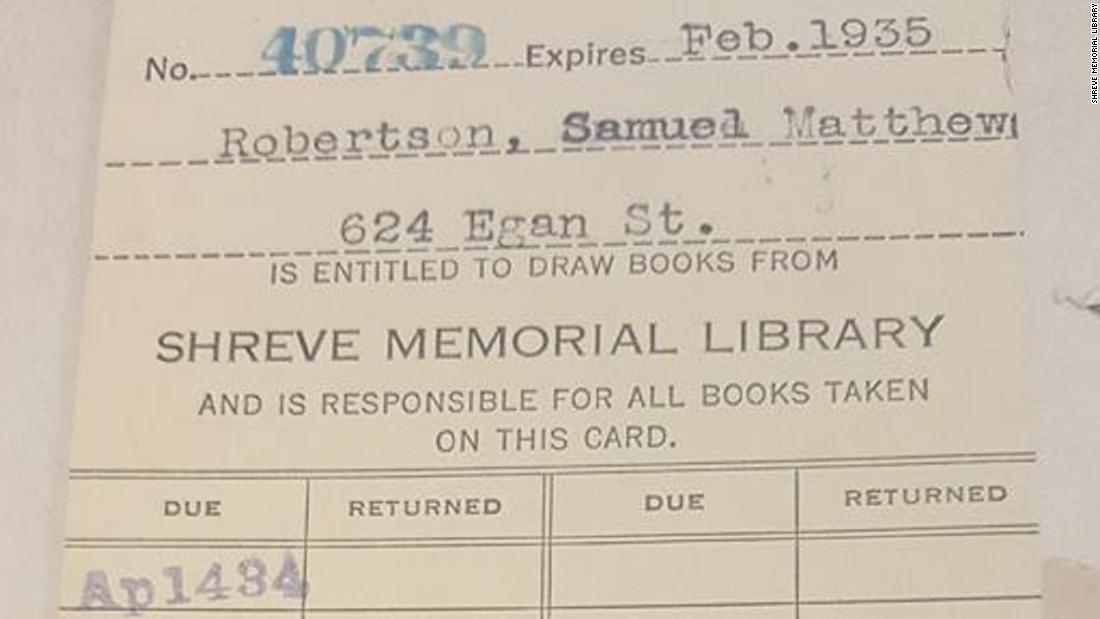 No. 40739 Expires Feb.1935
Robertson, Samuel Matthew
624 Egan St.
IS ENTITLED TO DRAW BOOKS FROM
SHREVE MEMORIAL LIBRARY
AND IS RESPONSIBLE FOR ALL BOOKS TAKEN
ON THIS CARD.
DUE RETURNED DUE RETURNED
Ap1434
SHREVE MEMORIAL LIBRARY